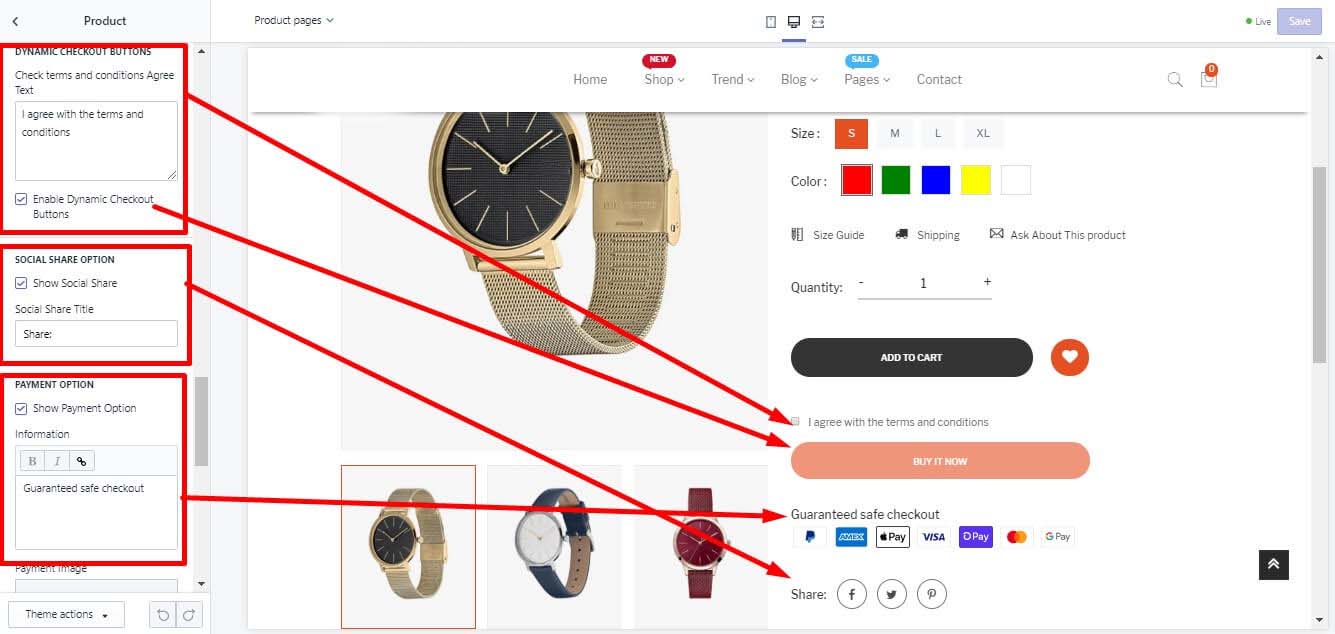 Product
Product pages
Live
Save
DYNAMIC CHECKOUT BUTTONS
Check terms and conditions Agree
Text
I agree with the terms and
conditions
Enable Dynamic Checkout
Buttons
SOCIAL SHARE OPTION
Show Social Share
Social Share Title
Share:
PAYMENT OPTION
Show Payment Option
Information
B I
Guaranteed safe checkout
Payment Image
Theme actions
NEW
SALE
Home Shop Trend Blog Pages Contact
0
Size : S M L XL
Color :
Size Guide Shipping Ask About This product
Quantity: - 1 +
ADD TO CART
I agree with the terms and conditions
BUY IT NOW
Guaranteed safe checkout
AMEX Pay VISA Pay G Pay
Share: